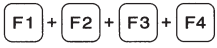 F1 + F2 + F3 + F4